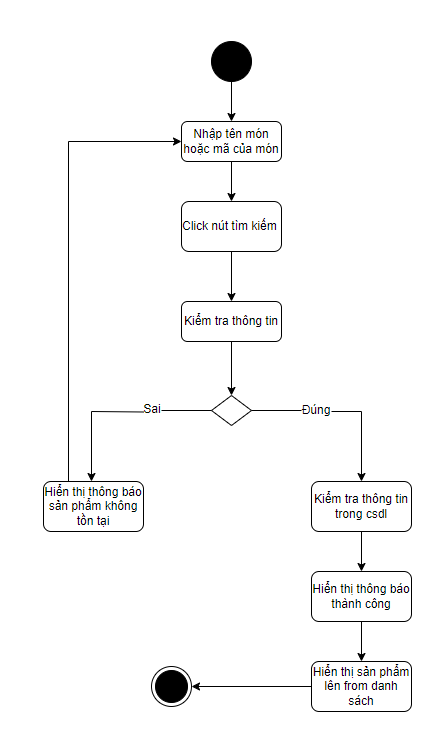 Nhập tên món
hoặc mã của món
Click nút tìm kiếm
Kiểm tra thông tin
Sai
Đúng
Hiển thị thông báo
sản phẩm không
tồn tại
Kiểm tra thông tin
trong csdl
Hiển thị thông báo
thành công
Hiển thị sản phẩm
lên from danh
sách